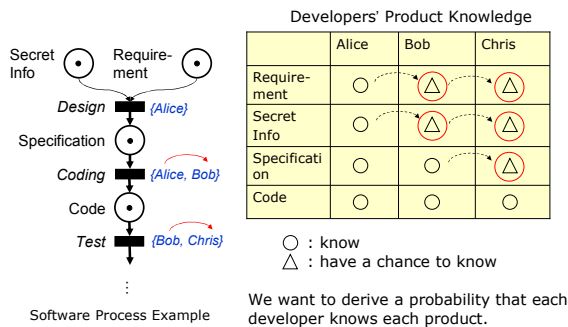 Developers' Product Knowledge
Secret
Info
Require-
ment
Design
{Alice}
Specification
Coding
{Alice, Bob}
Code
Test
{Bob, Chris}
⋮
Software Process Example
Alice
Bob
Chris
Require-
ment
Secret
Info
Specificati
on
Code
○ : know
△ : have a chance to know
We want to derive a probability that each
developer knows each product.